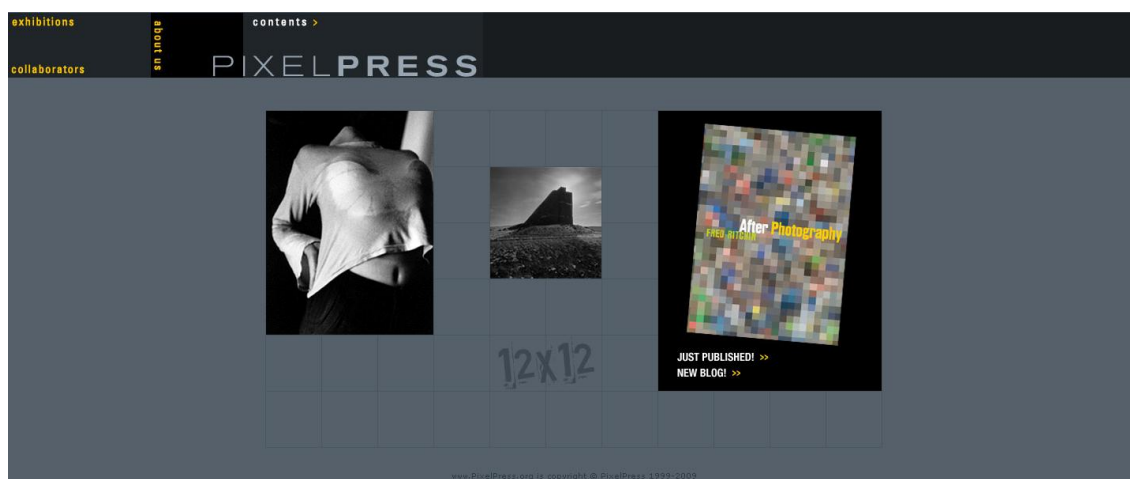 exhibitions
about us
contents >
collaborators
PIXELPRESS
After Photography
FRED RITCHIN
12x12
JUST PUBLISHED! >>
NEW BLOG! >>
www.PixelPress.org is copyright © PixelPress 1999-2009